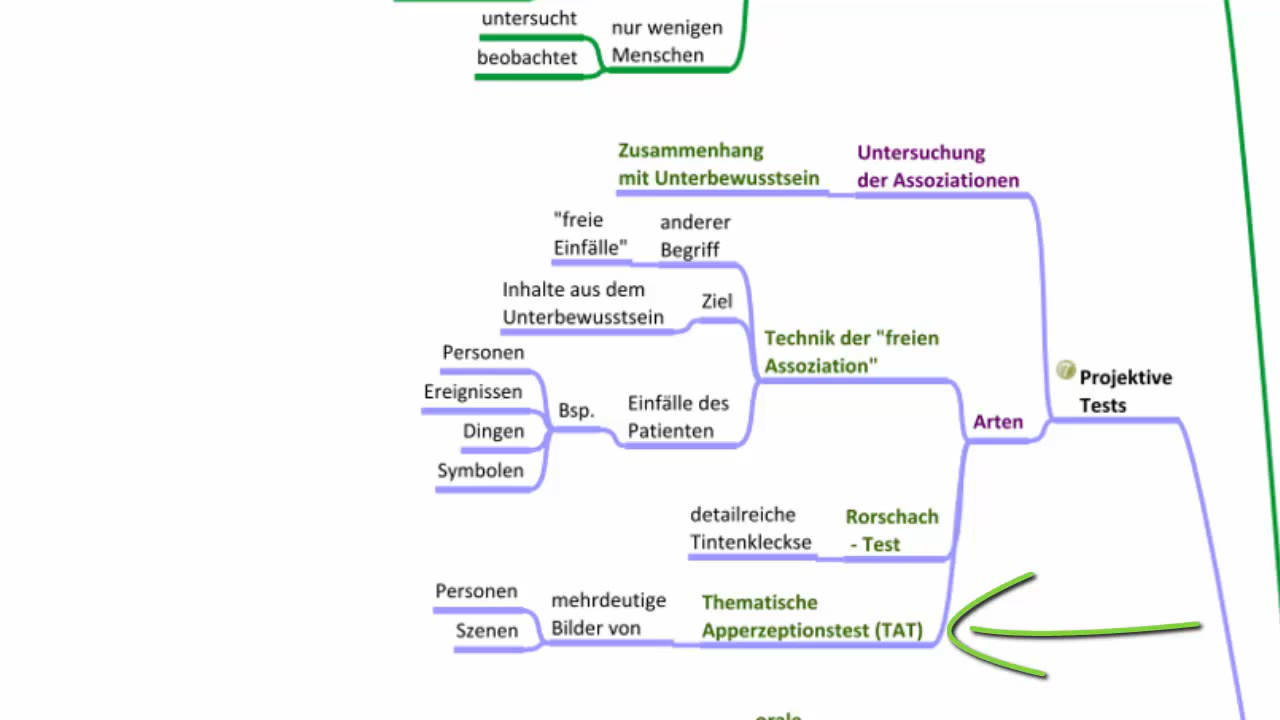 untersucht
beobachtet
nur wenigen
Menschen
Zusammenhang
mit Unterbewusstsein
Untersuchung
der Assoziationen
"freie
Einfälle"
anderer
Begriff
Inhalte aus dem
Unterbewusstsein
Ziel
Technik der "freien
Assoziation"
Personen
Ereignissen
Dingen
Symbolen
Bsp.
Einfälle des
Patienten
Projektive
Tests
Arten
detailreiche
Tintenkleckse
Rorschach
- Test
Personen
Szenen
mehrdeutige
Bilder von
Thematische
Apperzeptionstest (TAT)
orale